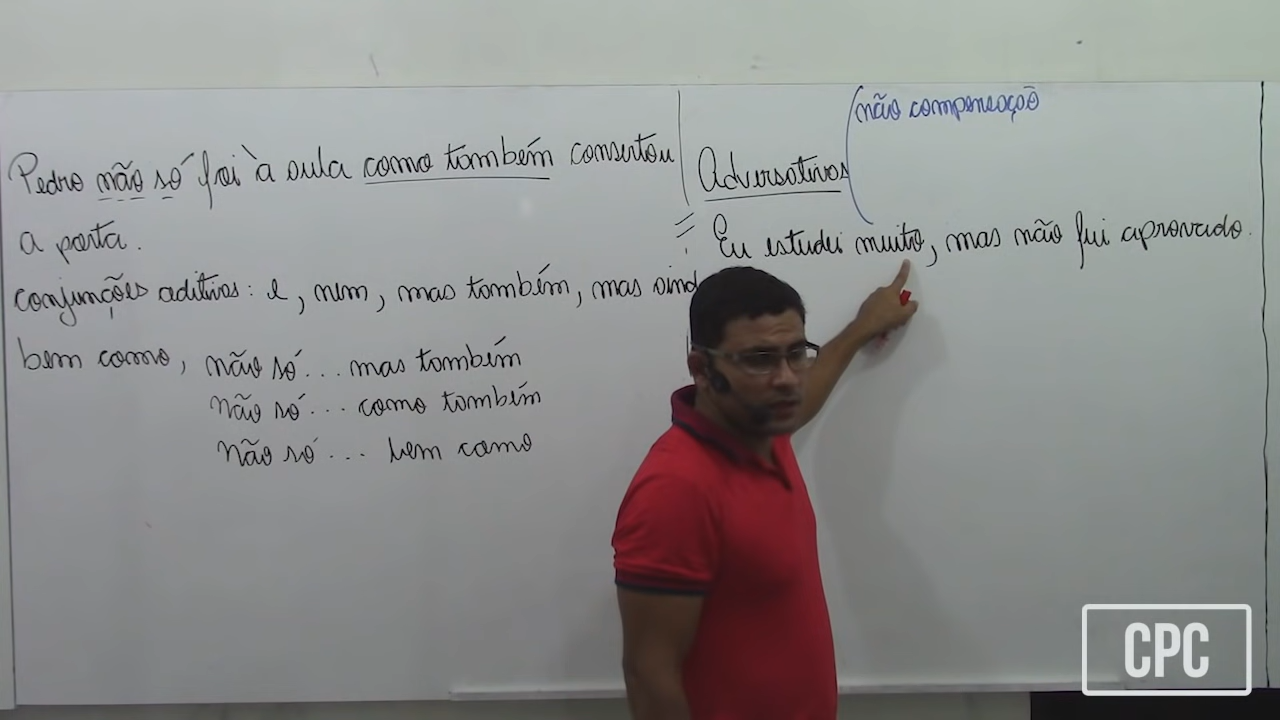 Pedro não só foi à aula como também consertou
a porta.
conjunções aditivas: e, nem, mas também, mas
bem como, não só... mas também
não só... como também
não só... bem como
não compensação
Adversativas
Eu estudei muito, mas não fui aprovado.
CPC